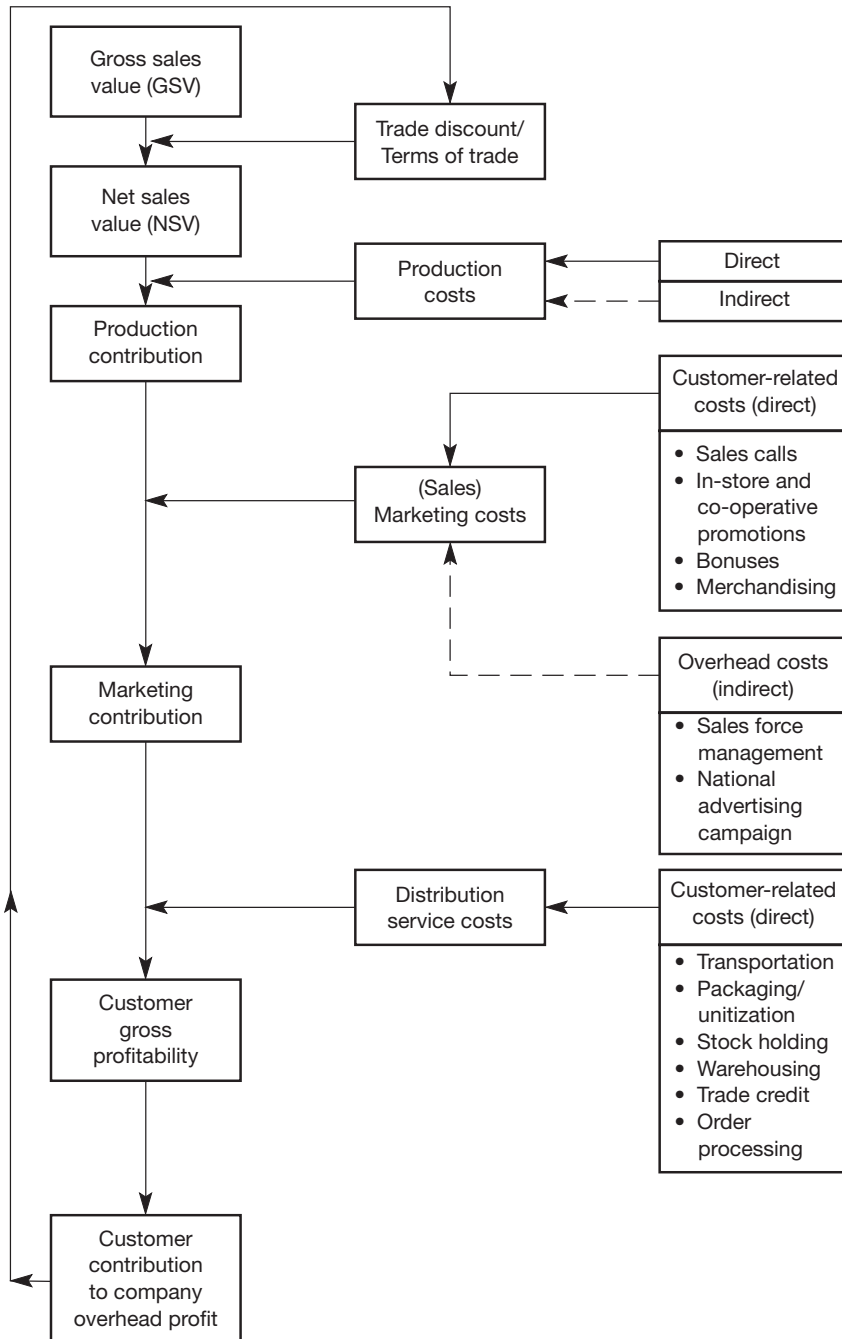 Gross sales
value (GSV)
Trade discount/
Terms of trade
Net sales
value (NSV)
Production
costs
Direct
Indirect
Production
contribution
Customer-related
costs (direct)
• Sales calls
• In-store and
co-operative
promotions
• Bonuses
• Merchandising
(Sales)
Marketing costs
Overhead costs
(indirect)
• Sales force
management
• National
advertising
campaign
Marketing
contribution
Distribution
service costs
Customer-related
costs (direct)
• Transportation
• Packaging/
unitization
• Stock holding
• Warehousing
• Trade credit
• Order
processing
Customer
gross
profitability
Customer
contribution
to company
overhead profit